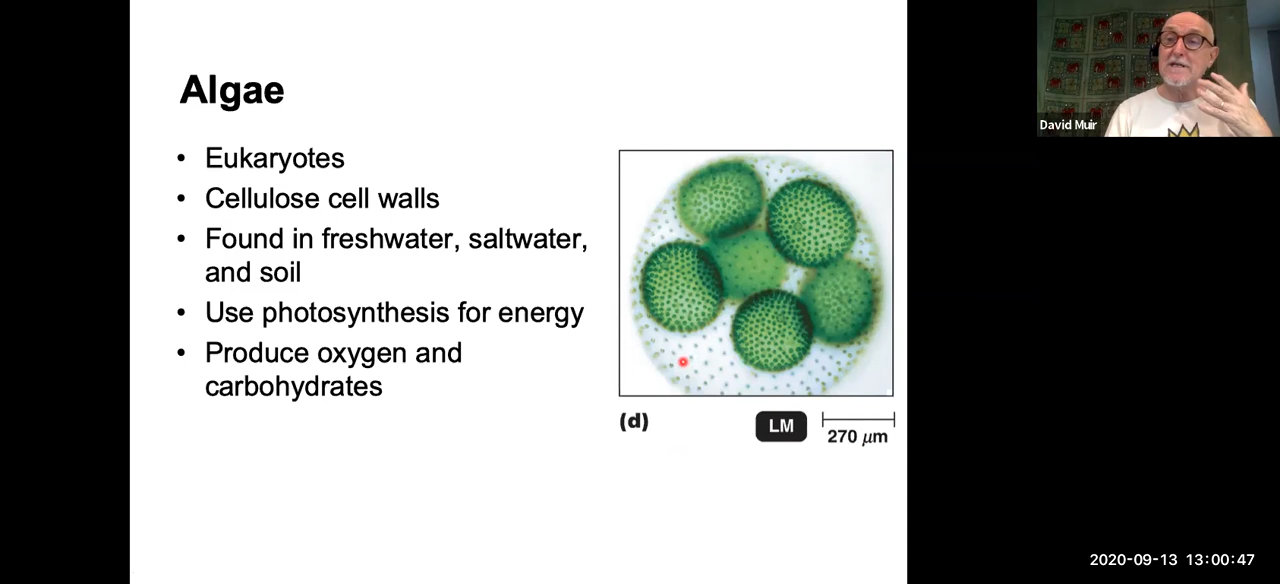 Algae
• Eukaryotes
• Cellulose cell walls
• Found in freshwater, saltwater,
and soil
• Use photosynthesis for energy
• Produce oxygen and
carbohydrates
(d)
LM
270 μm
David Muir
2020-09-13 13:00:47